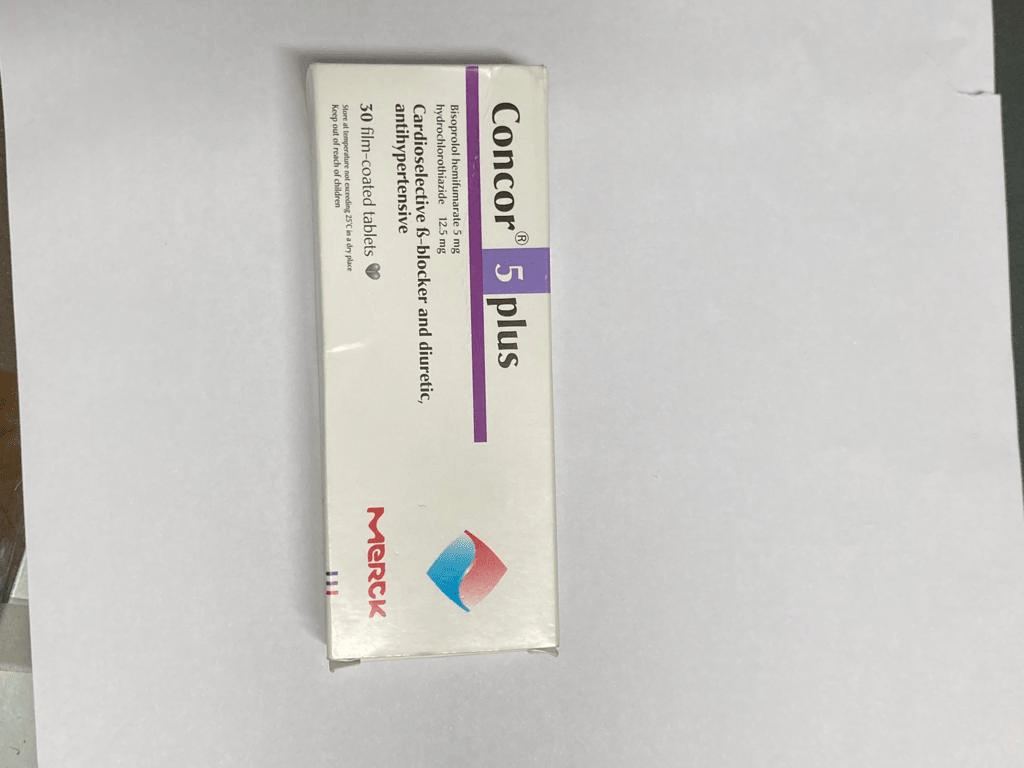 Concor® 5 plus
Bisoprolol hemifumarate 5 mg
hydrochlorothiazide 12.5 mg
Cardioselective ß-blocker and diuretic,
antihypertensive
30 film-coated tablets
Store at temperature not exceeding 25°C in a dry place
Keep out of reach of children
MERCK